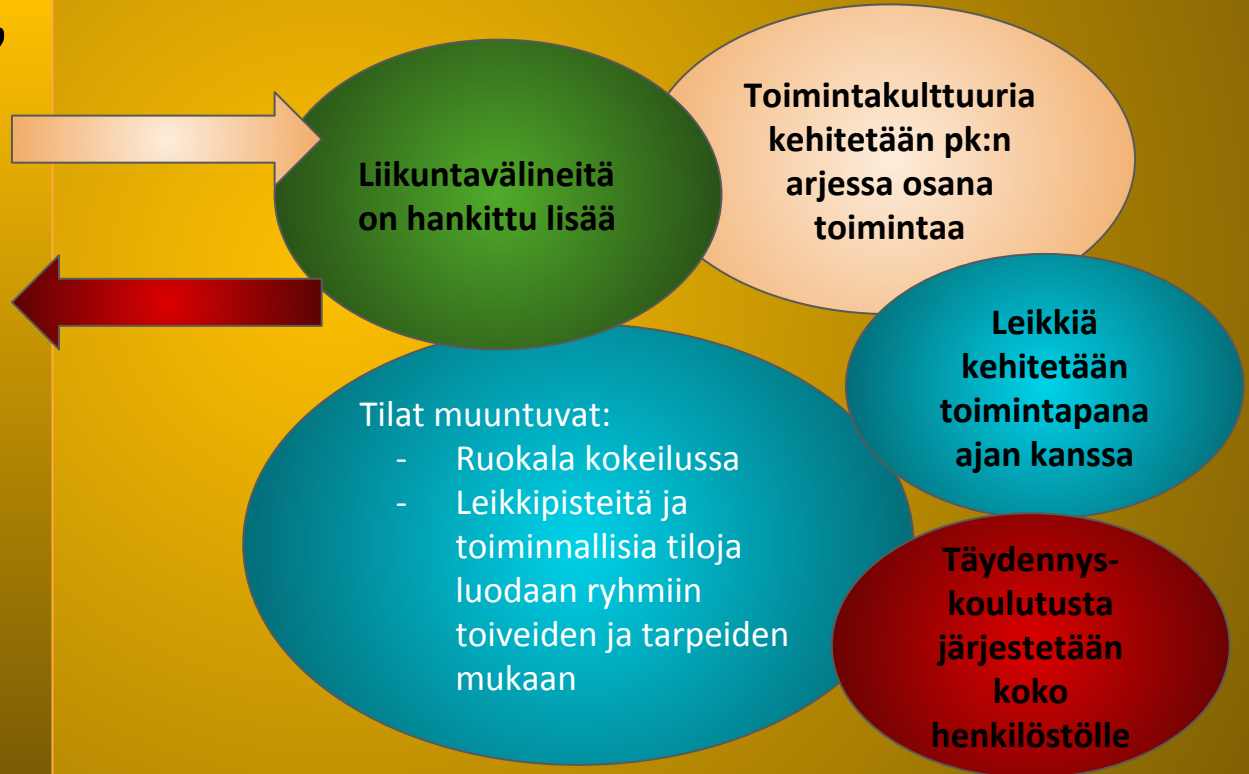 Liikuntavälineitä
on hankittu lisää
Toimintakulttuuria
kehitetään pk:n
arjessa osana
toimintaa
Leikkiä
kehitetään
toimintapana
ajan kanssa
Tilat muuntuvat:
- Ruokala kokeilussa
- Leikkipisteitä ja
toiminnallisia tiloja
luodaan ryhmiin
toiveiden ja tarpeiden
mukaan
Täydennys-
koulutusta
järjestetään
koko
henkilöstölle